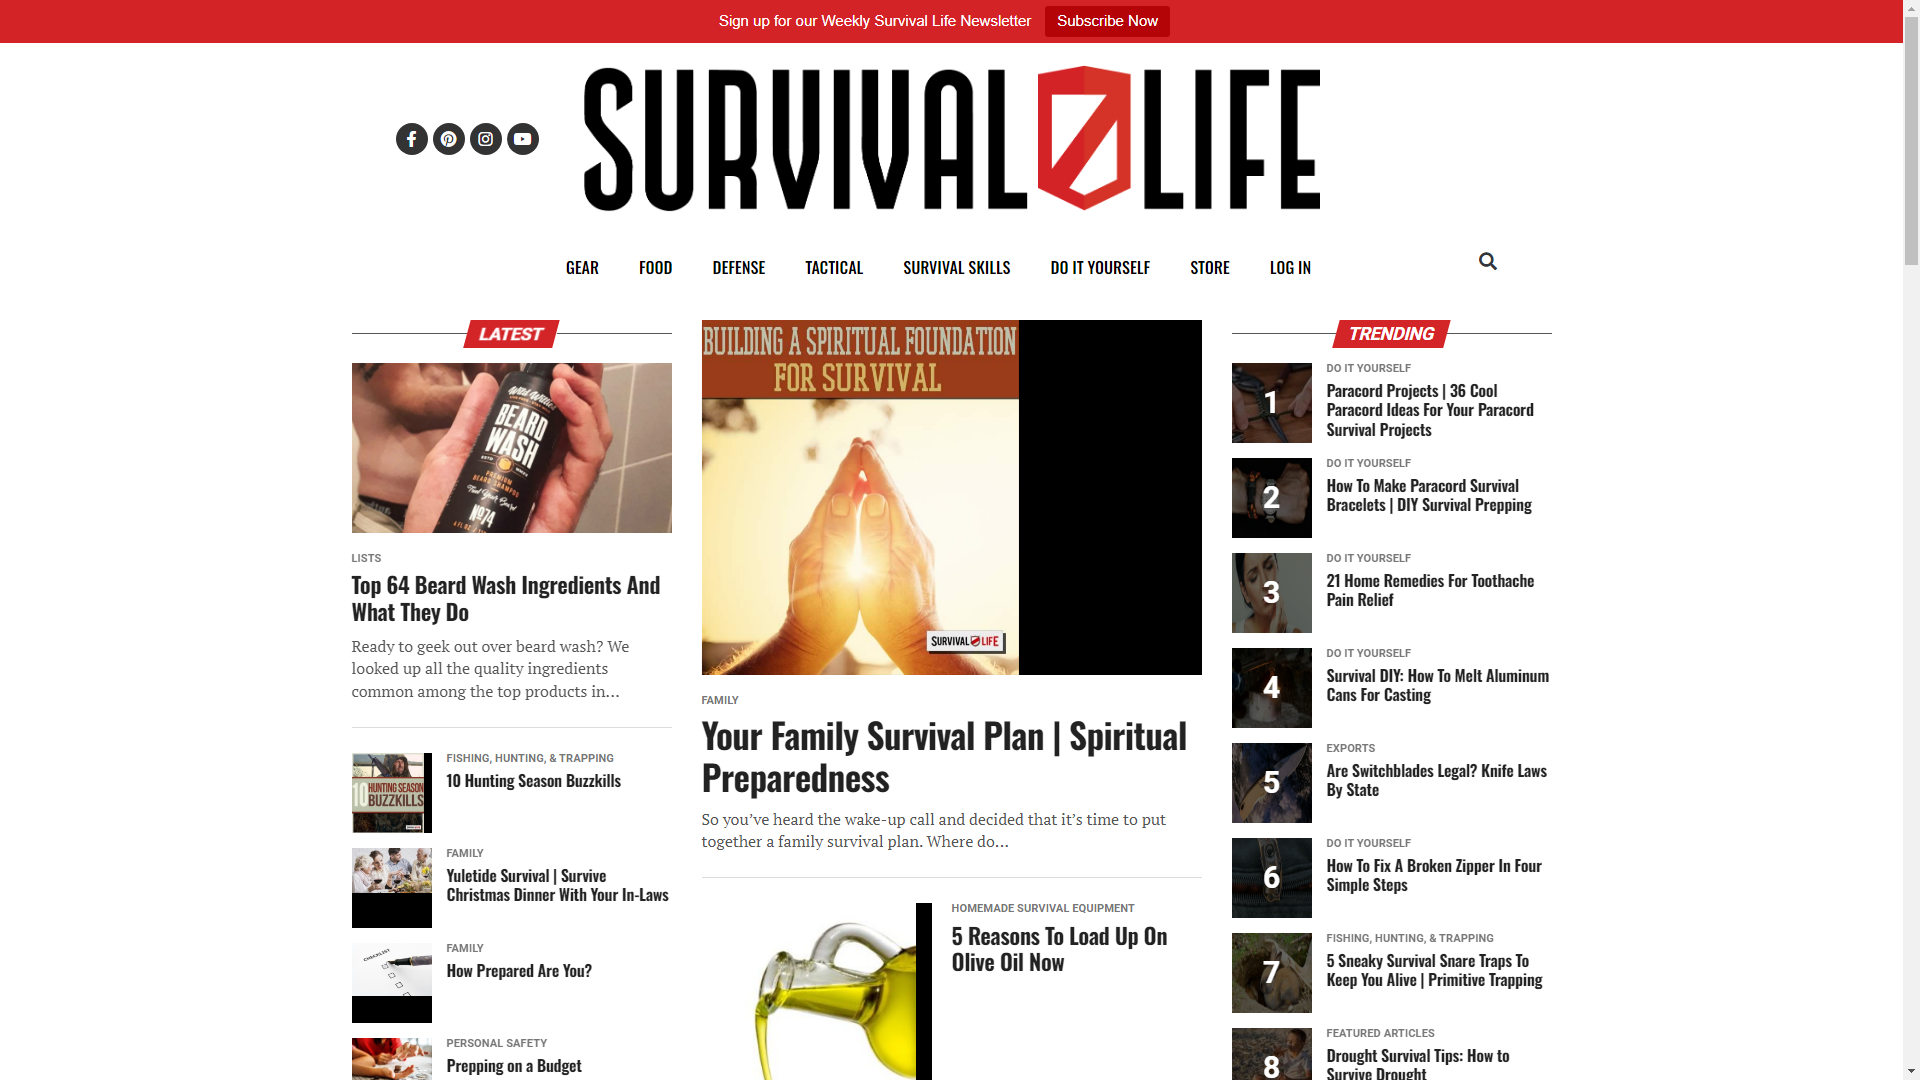 Sign up for our Weekly Survival Life Newsletter
Subscribe Now
SURVIVAL LIFE
GEAR
FOOD
DEFENSE
TACTICAL
SURVIVAL SKILLS
DO IT YOURSELF
STORE
LOG IN
LATEST
Wild Willies
BEARD
WASH
PREMIUM
BEARD SHAMPOO
Nº74
LISTS
Top 64 Beard Wash Ingredients And
What They Do
Ready to geek out over beard wash? We
looked up all the quality ingredients
common among the top products in...
10 HUNTING SEASON
BUZZKILLS
FISHING, HUNTING, & TRAPPING
10 Hunting Season Buzzkills
FAMILY
Yuletide Survival | Survive
Christmas Dinner With Your In-Laws
CHECKLIST
FAMILY
How Prepared Are You?
PERSONAL SAFETY
Prepping on a Budget
BUILDING A SPIRITUAL FOUNDATION
FOR SURVIVAL
SURVIVAL LIFE
FAMILY
Your Family Survival Plan | Spiritual
Preparedness
So you’ve heard the wake-up call and decided that it’s time to put
together a family survival plan. Where do...
HOMEMADE SURVIVAL EQUIPMENT
5 Reasons To Load Up On
Olive Oil Now
TRENDING
1
DO IT YOURSELF
Paracord Projects | 36 Cool
Paracord Ideas For Your Paracord
Survival Projects
2
DO IT YOURSELF
How To Make Paracord Survival
Bracelets | DIY Survival Prepping
3
DO IT YOURSELF
21 Home Remedies For Toothache
Pain Relief
4
DO IT YOURSELF
Survival DIY: How To Melt Aluminum
Cans For Casting
5
EXPORTS
Are Switchblades Legal? Knife Laws
By State
6
DO IT YOURSELF
How To Fix A Broken Zipper In Four
Simple Steps
7
FISHING, HUNTING, & TRAPPING
5 Sneaky Survival Snare Traps To
Keep You Alive | Primitive Trapping
8
FEATURED ARTICLES
Drought Survival Tips: How to
Survive Drought